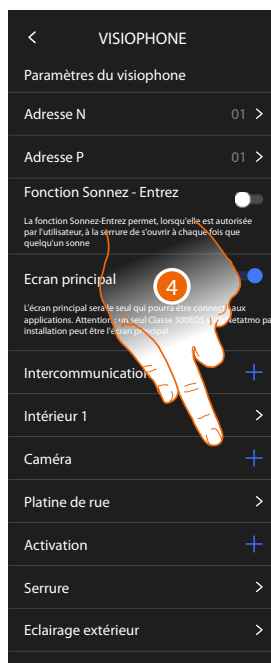 VISIOPHONE
Paramètres du visiophone
Adresse N 01
Adresse P 01
Fonction Sonnez - Entrez
La fonction Sonnez-Entrez permet, lorsqu'elle est autorisée
par l'utilisateur, à la serrure de s'ouvrir à chaque fois que
quelqu'un sonne
Ecran principal
4
L'écran principal sera le seul qui pourra être connecté aux
applications. Attention: un seul Classe 300EOS Netatmo pa
installation peut être l'écran principal
Intercommunication
Intérieur 1
Caméra
Platine de rue
Activation
Serrure
Eclairage extérieur